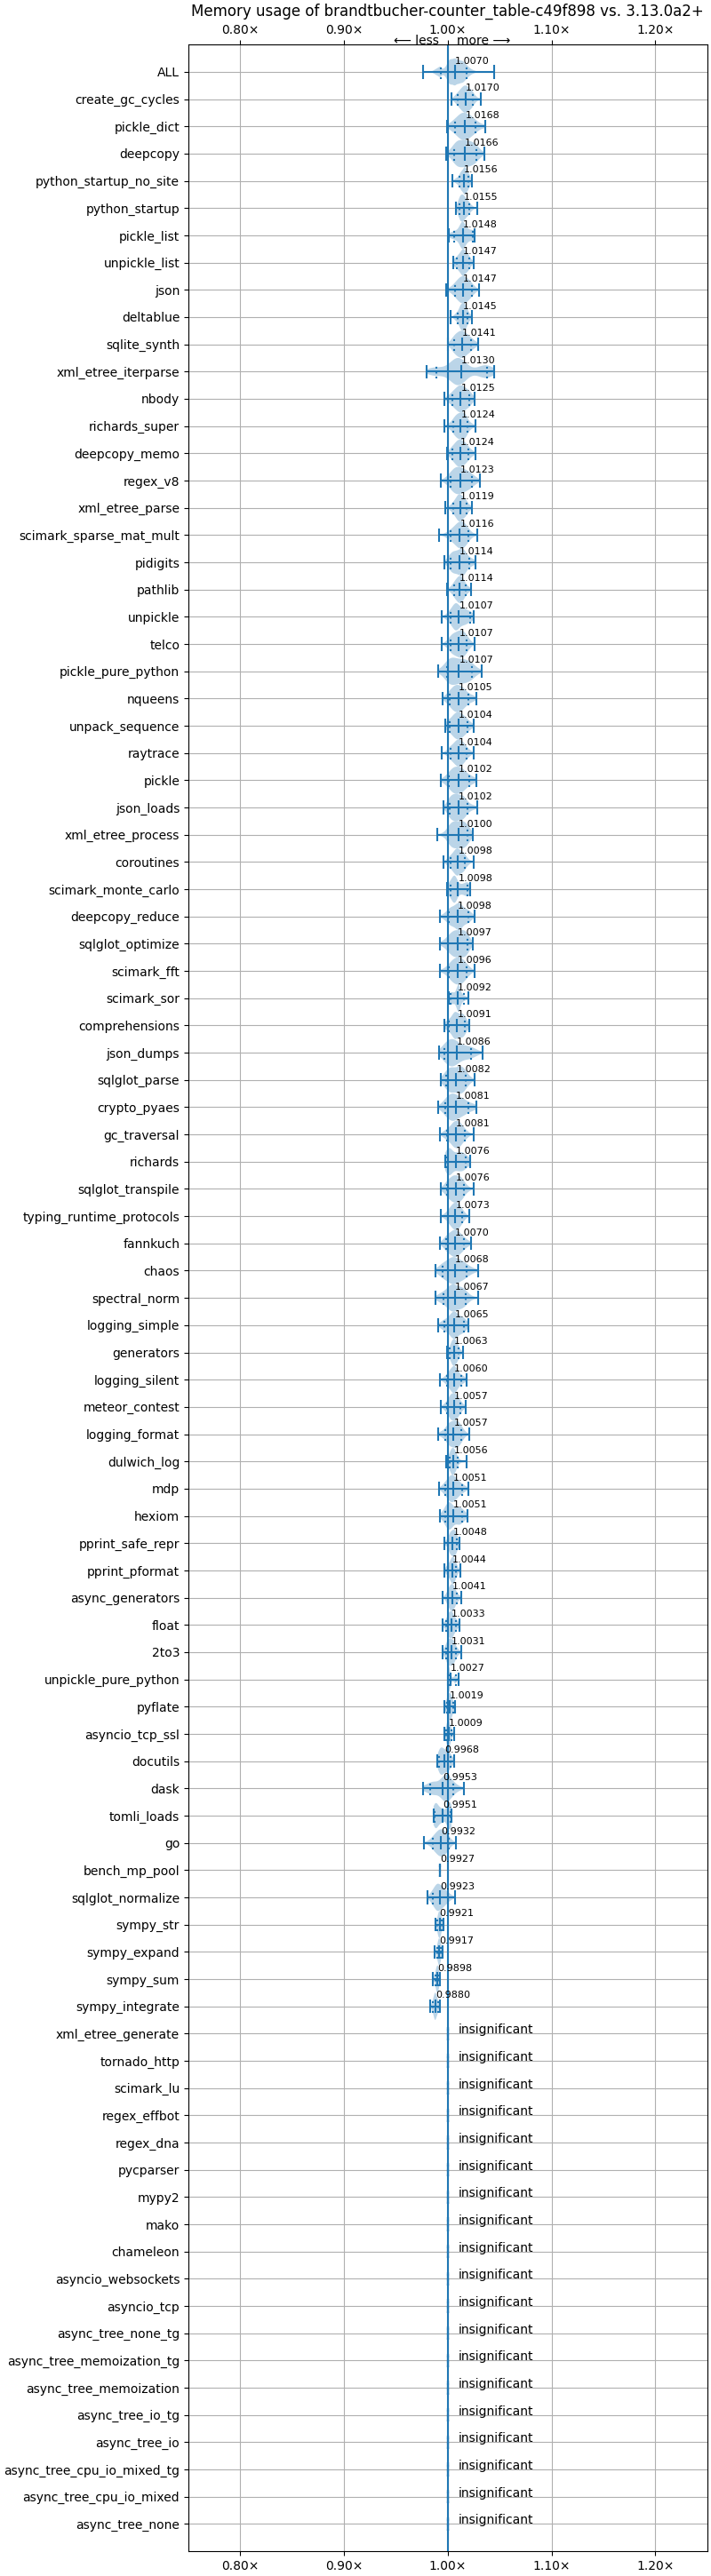 Memory usage of brandtbucher-counter_table-c49f898 vs. 3.13.0a2+
0.80× 0.90× 1.00× 1.10× 1.20×
⟵ less more ⟶
ALL 1.0070
create_gc_cycles 1.0170
pickle_dict 1.0168
deepcopy 1.0166
python_startup_no_site 1.0156
python_startup 1.0155
pickle_list 1.0148
unpickle_list 1.0147
json 1.0147
deltablue 1.0145
sqlite_synth 1.0141
xml_etree_iterparse 1.0130
nbody 1.0125
richards_super 1.0124
deepcopy_memo 1.0124
regex_v8 1.0123
xml_etree_parse 1.0119
scimark_sparse_mat_mult 1.0116
pidigits 1.0114
pathlib 1.0114
unpickle 1.0107
telco 1.0107
pickle_pure_python 1.0107
nqueens 1.0105
unpack_sequence 1.0104
raytrace 1.0104
pickle 1.0102
json_loads 1.0102
xml_etree_process 1.0100
coroutines 1.0098
scimark_monte_carlo 1.0098
deepcopy_reduce 1.0098
sqlglot_optimize 1.0097
scimark_fft 1.0096
scimark_sor 1.0092
comprehensions 1.0091
json_dumps 1.0086
sqlglot_parse 1.0082
crypto_pyaes 1.0081
gc_traversal 1.0081
richards 1.0076
sqlglot_transpile 1.0076
typing_runtime_protocols 1.0073
fannkuch 1.0070
chaos 1.0068
spectral_norm 1.0067
logging_simple 1.0065
generators 1.0063
logging_silent 1.0060
meteor_contest 1.0057
logging_format 1.0057
dulwich_log 1.0056
mdp 1.0051
hexiom 1.0051
pprint_safe_repr 1.0048
pprint_pformat 1.0044
async_generators 1.0041
float 1.0033
2to3 1.0031
unpickle_pure_python 1.0027
pyflate 1.0019
asyncio_tcp_ssl 1.0009
docutils 0.9968
dask 0.9953
tomli_loads 0.9951
go 0.9932
bench_mp_pool 0.9927
sqlglot_normalize 0.9923
sympy_str 0.9921
sympy_expand 0.9917
sympy_sum 0.9898
sympy_integrate 0.9880
xml_etree_generate insignificant
tornado_http insignificant
scimark_lu insignificant
regex_effbot insignificant
regex_dna insignificant
pycparser insignificant
mypy2 insignificant
mako insignificant
chameleon insignificant
asyncio_websockets insignificant
asyncio_tcp insignificant
async_tree_none_tg insignificant
async_tree_memoization_tg insignificant
async_tree_memoization insignificant
async_tree_io_tg insignificant
async_tree_io insignificant
async_tree_cpu_io_mixed_tg insignificant
async_tree_cpu_io_mixed insignificant
async_tree_none insignificant
0.80× 0.90× 1.00× 1.10× 1.20×